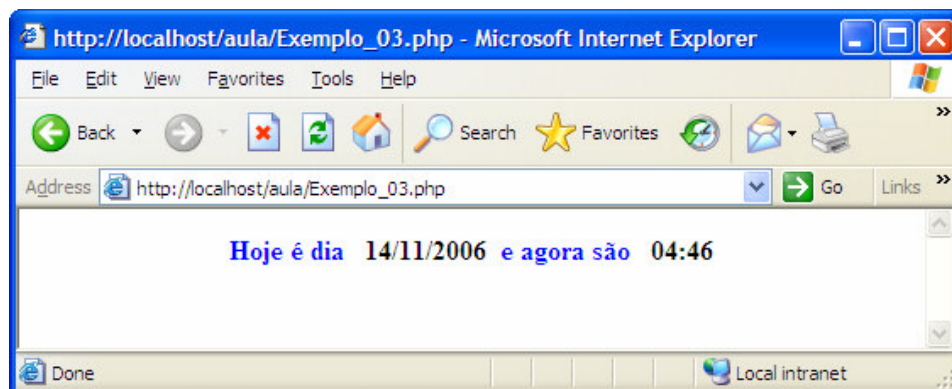 http://localhost/aula/Exemplo_03.php - Microsoft Internet Explorer
File Edit View Favorites Tools Help
Back Search Favorites »
Address http://localhost/aula/Exemplo_03.php Go Links »
Hoje é dia 14/11/2006 e agora são 04:46
Done Local intranet